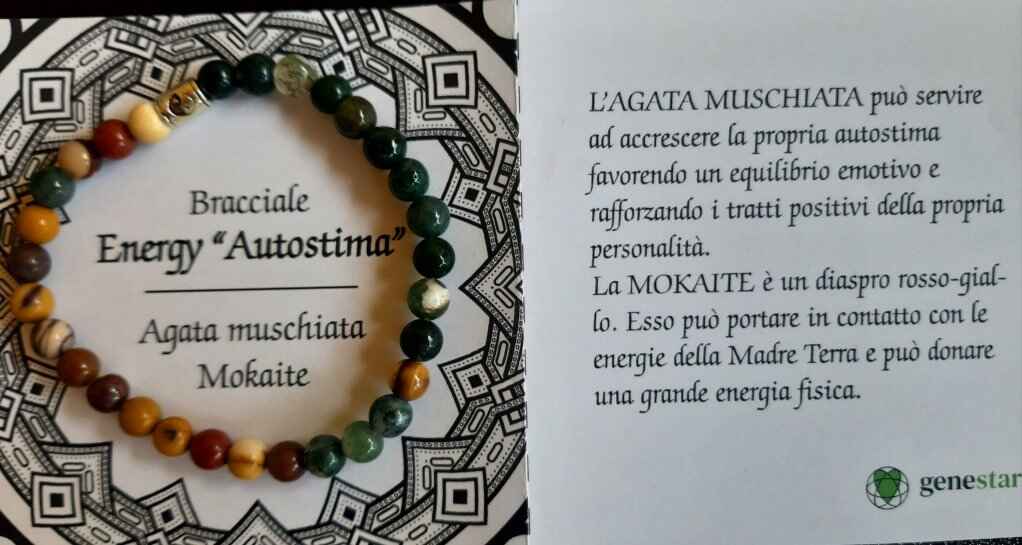 Bracciale
Energy “Autostima”
Agata muschiata
Mokaite
L’AGATA MUSCHIATA può servire
ad accrescere la propria autostima
favorendo un equilibrio emotivo e
rafforzando i tratti positivi della propria
personalità.
La MOKAITE è un diaspro rosso-gial-
lo. Esso può portare in contatto con le
energie della Madre Terra e può donare
una grande energia fisica.
genestar